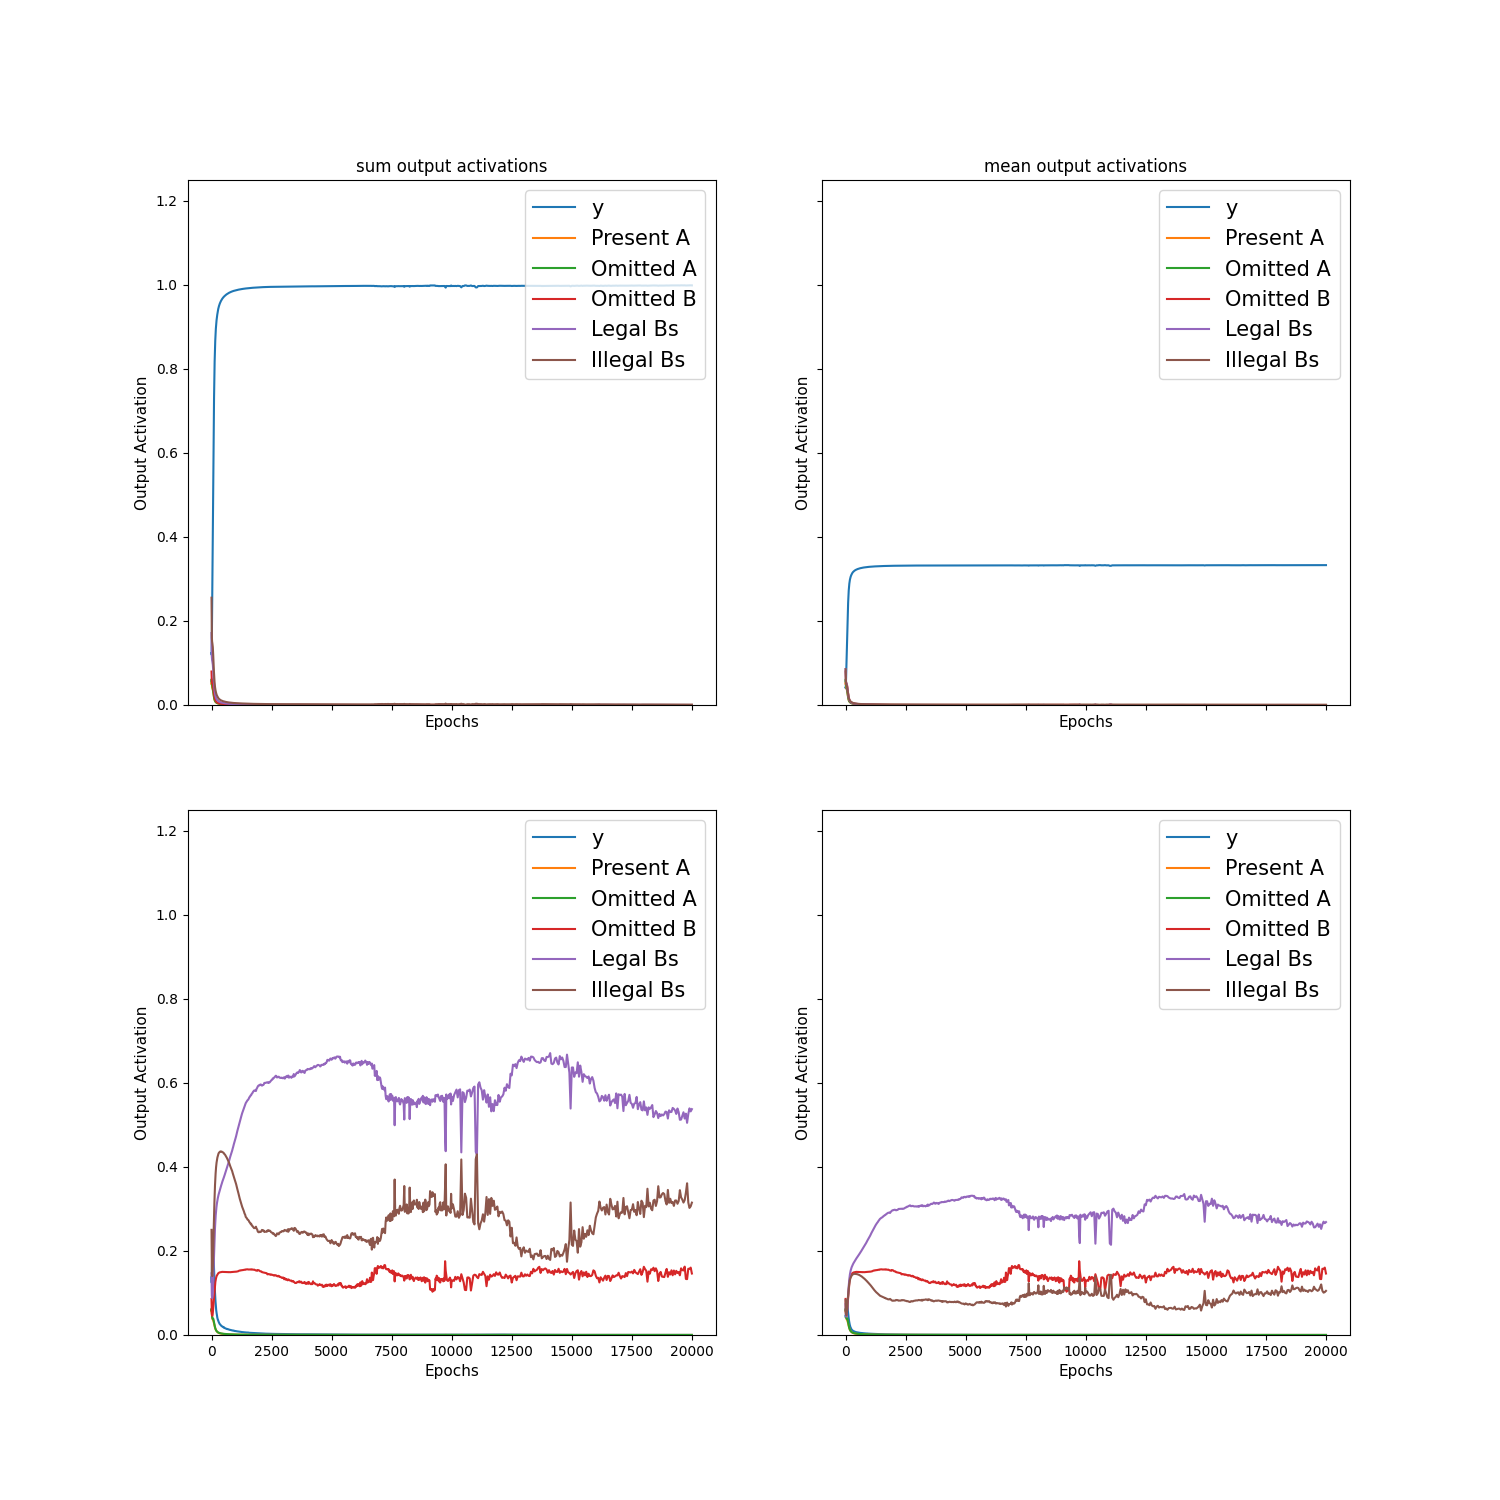 sum output activations
mean output activations
1.2
1.0
0.8
0.6
0.4
0.2
0.0
Output Activation
y
Present A
Omitted A
Omitted B
Legal Bs
Illegal Bs
Epochs
Output Activation
y
Present A
Omitted A
Omitted B
Legal Bs
Illegal Bs
Epochs
1.2
1.0
0.8
0.6
0.4
0.2
0.0
Output Activation
y
Present A
Omitted A
Omitted B
Legal Bs
Illegal Bs
0 2500 5000 7500 10000 12500 15000 17500 20000
Epochs
Output Activation
y
Present A
Omitted A
Omitted B
Legal Bs
Illegal Bs
0 2500 5000 7500 10000 12500 15000 17500 20000
Epochs